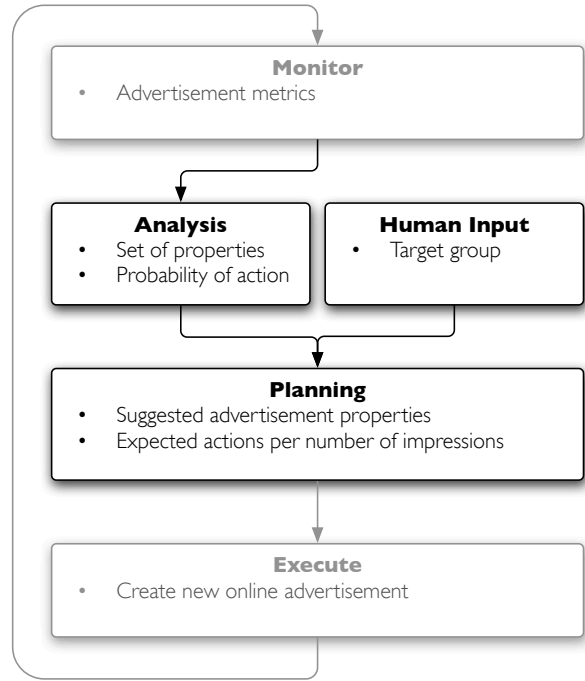 Monitor
• Advertisement metrics
Analysis
• Set of properties
• Probability of action
Human Input
• Target group
Planning
• Suggested advertisement properties
• Expected actions per number of impressions
Execute
• Create new online advertisement